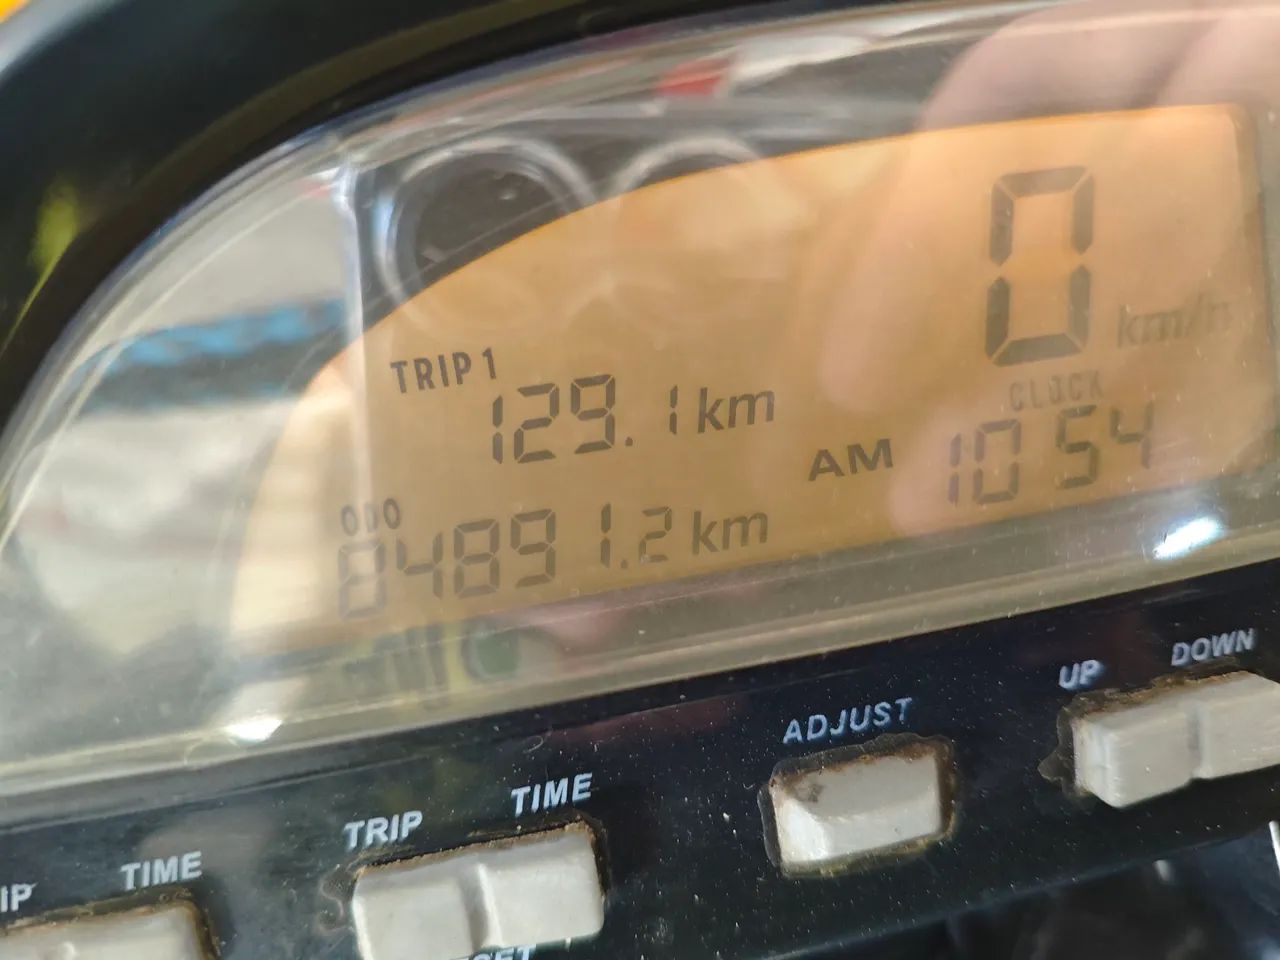 0 km/h
TRIP 1
129.1 km
CLOCK
AM 10 54
ODO
84891.2 km
UP DOWN
ADJUST
TRIP TIME
TIME